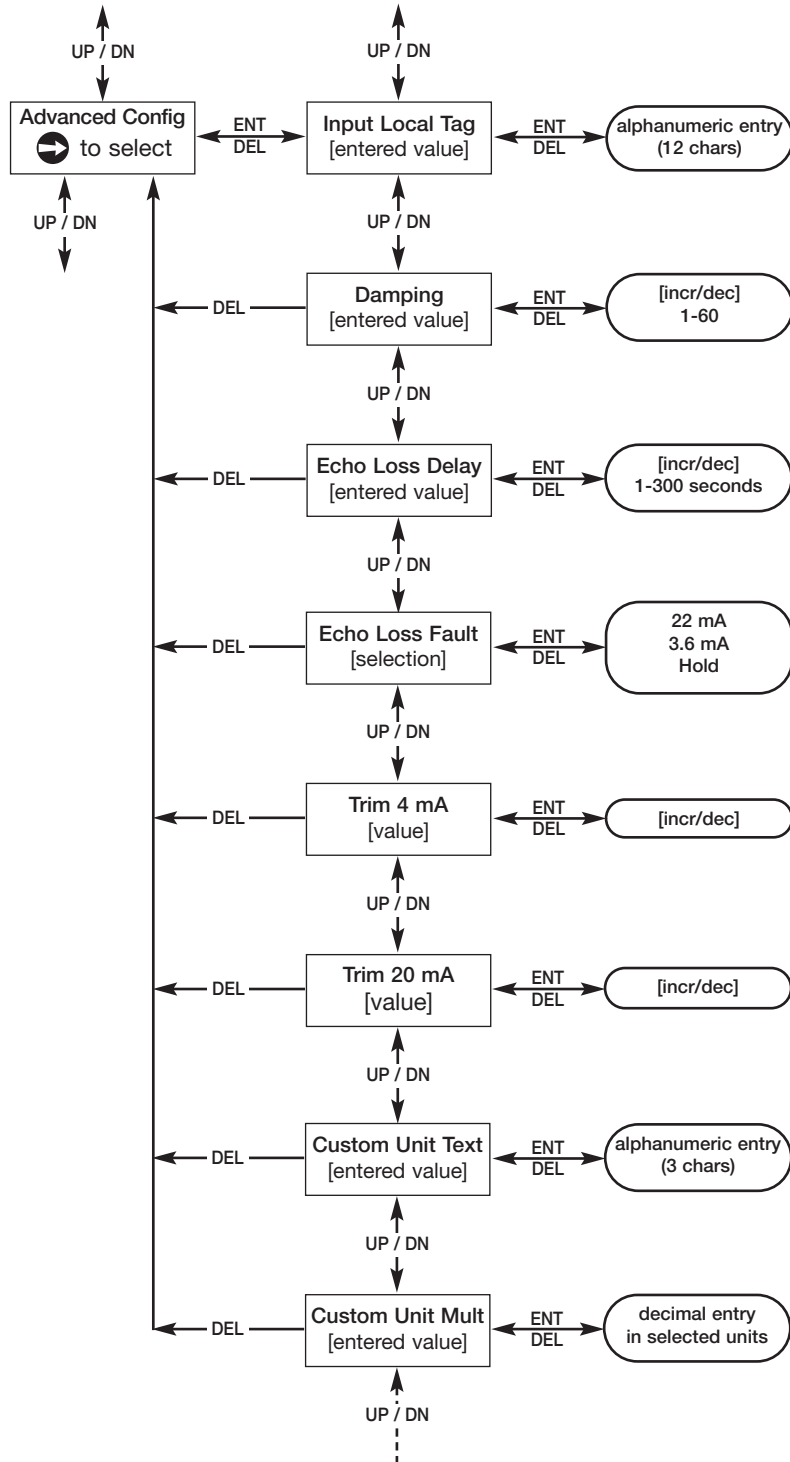 UP / DN
UP / DN
Advanced Config
to select
ENT
DEL
Input Local Tag
[entered value]
ENT
DEL
alphanumeric entry
(12 chars)
UP / DN
UP / DN
DEL
Damping
[entered value]
ENT
DEL
[incr/dec]
1-60
UP / DN
DEL
Echo Loss Delay
[entered value]
ENT
DEL
[incr/dec]
1-300 seconds
UP / DN
DEL
Echo Loss Fault
[selection]
ENT
DEL
22 mA
3.6 mA
Hold
UP / DN
DEL
Trim 4 mA
[value]
ENT
DEL
[incr/dec]
UP / DN
DEL
Trim 20 mA
[value]
ENT
DEL
[incr/dec]
UP / DN
DEL
Custom Unit Text
[entered value]
ENT
DEL
alphanumeric entry
(3 chars)
UP / DN
DEL
Custom Unit Mult
[entered value]
ENT
DEL
decimal entry
in selected units
UP / DN